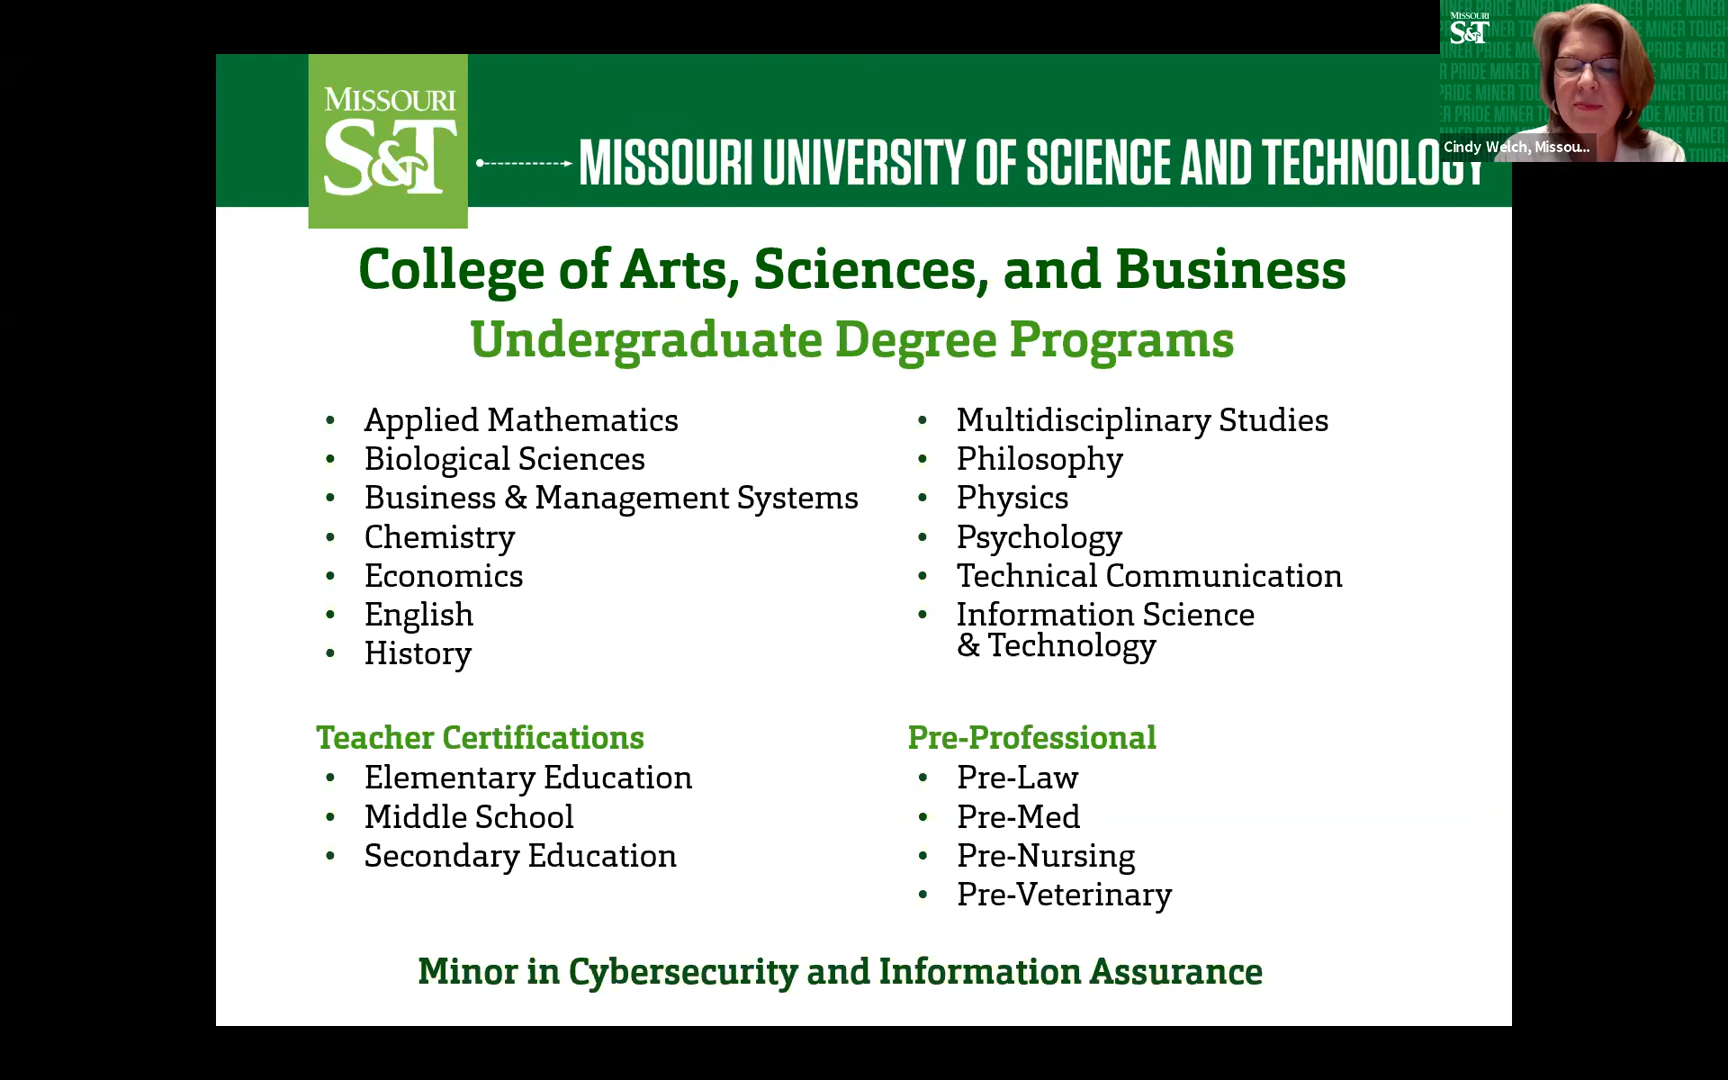 MISSOURI
S&T
MISSOURI UNIVERSITY OF SCIENCE AND TECHNOLOGY
MISSOURI
S&T
Cindy Welch, Missou...
College of Arts, Sciences, and Business
Undergraduate Degree Programs
• Applied Mathematics
• Biological Sciences
• Business & Management Systems
• Chemistry
• Economics
• English
• History
• Multidisciplinary Studies
• Philosophy
• Physics
• Psychology
• Technical Communication
• Information Science
& Technology
Teacher Certifications
• Elementary Education
• Middle School
• Secondary Education
Pre-Professional
• Pre-Law
• Pre-Med
• Pre-Nursing
• Pre-Veterinary
Minor in Cybersecurity and Information Assurance